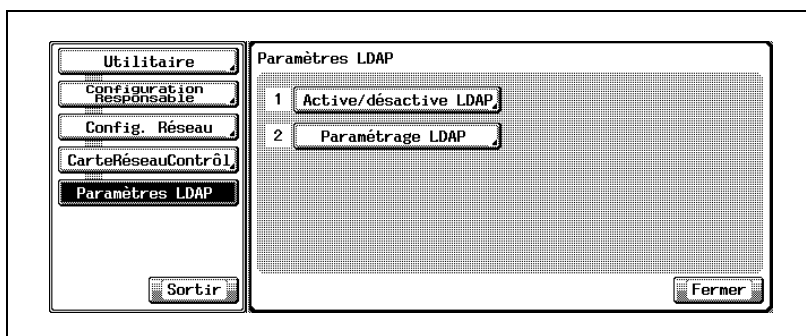 Utilitaire
Configuration
Responsable
Config. Réseau
CarteRéseauContrôl
Paramètres LDAP
Sortir
Paramètres LDAP
1 Active/désactive LDAP
2 Paramétrage LDAP
Fermer